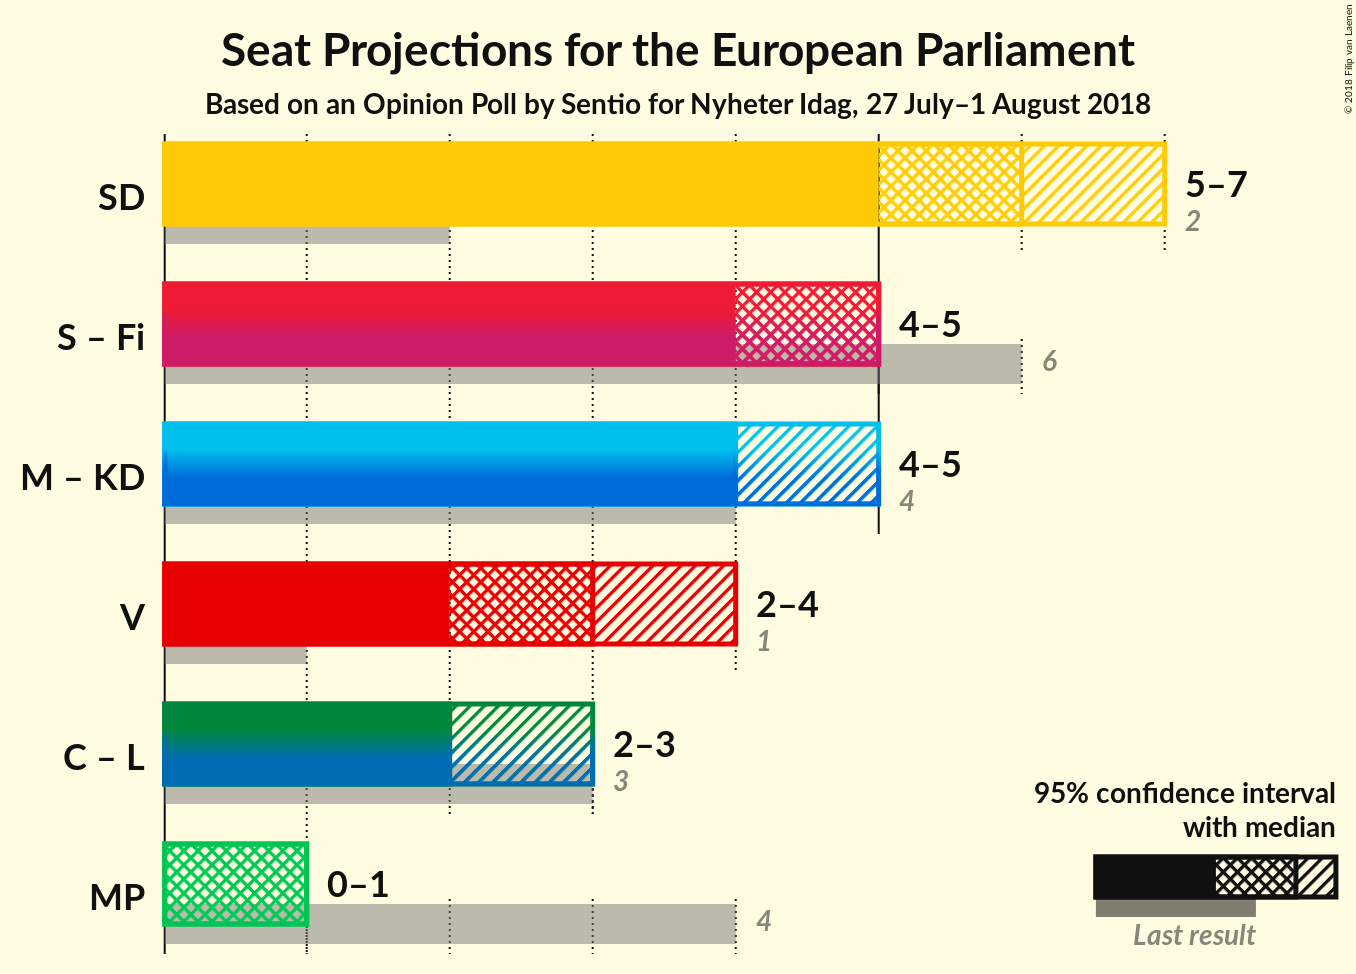 Seat Projections for the European Parliament
Based on an Opinion Poll by Sentio for Nyheter Idag, 27 July–1 August 2018
© 2018 Filip van Laenen
SD
5–7
2
S – Fi
4–5
6
M – KD
4–5
4
V
2–4
1
C – L
2–3
3
MP
0–1
4
95% confidence interval
with median
Last result